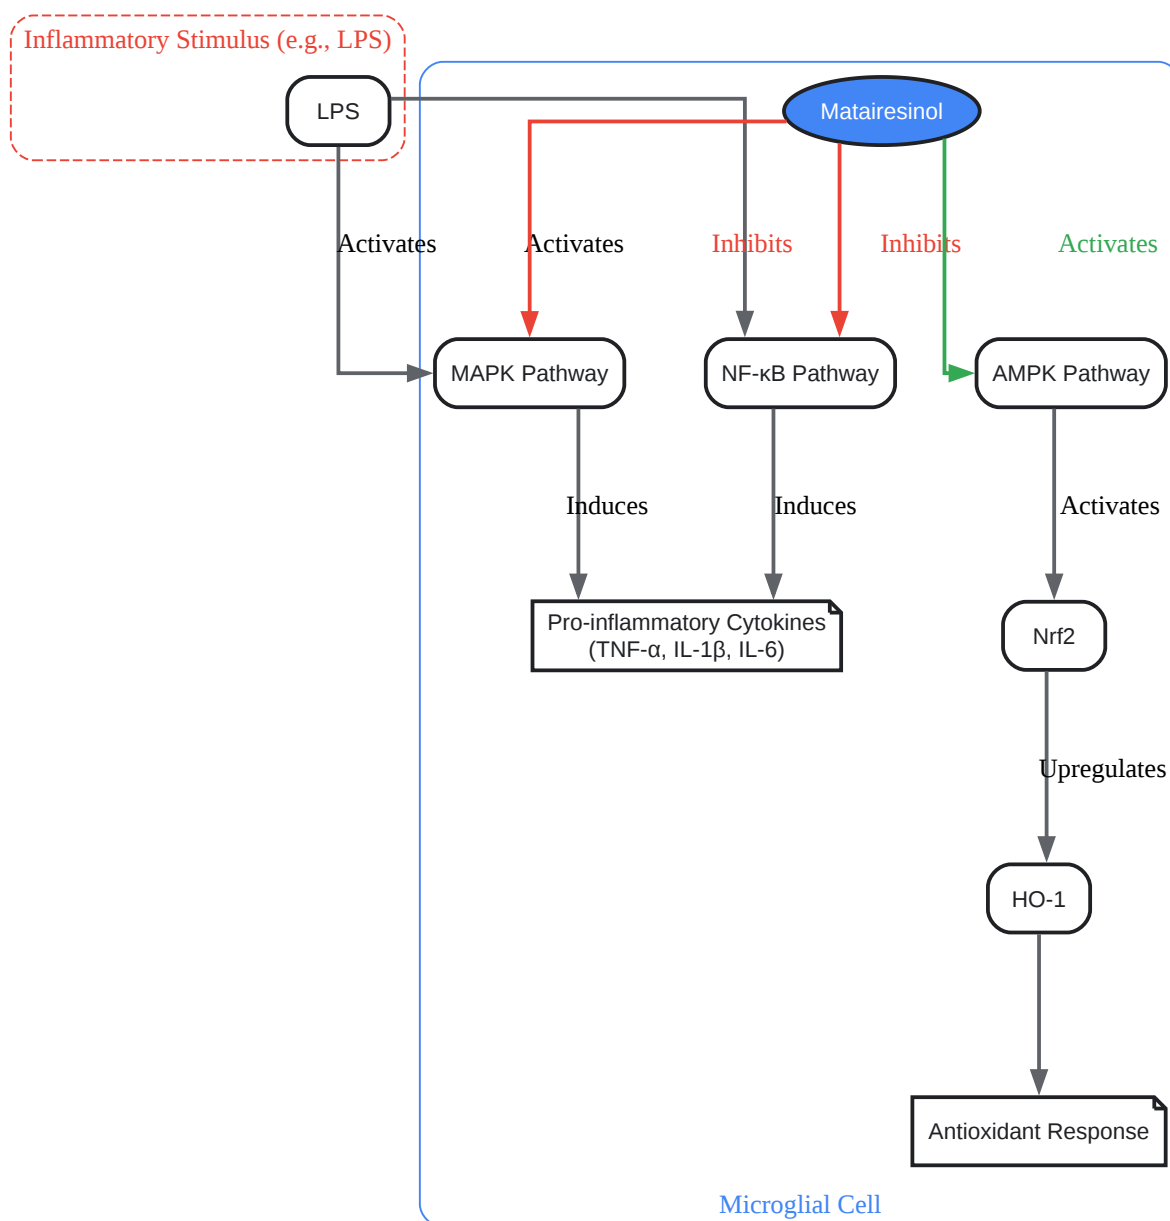 Inflammatory Stimulus (e.g., LPS)
LPS
Matairesinol
Activates
Activates
Inhibits
Inhibits
Activates
MAPK Pathway
NF-κB Pathway
AMPK Pathway
Induces
Induces
Activates
Pro-inflammatory Cytokines
(TNF-α, IL-1β, IL-6)
Nrf2
Upregulates
HO-1
Antioxidant Response
Microglial Cell